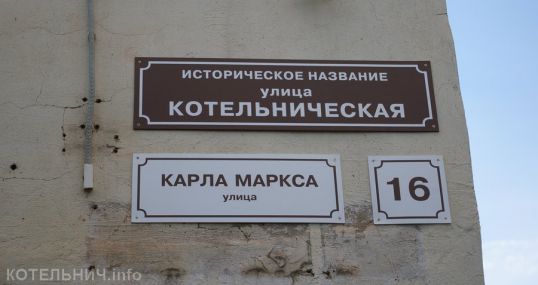 ИСТОРИЧЕСКОЕ НАЗВАНИЕ
улица
КОТЕЛЬНИЧЕСКАЯ
КАРЛА МАРКСА
улица
16
КОТЕЛЬНИЧ.info